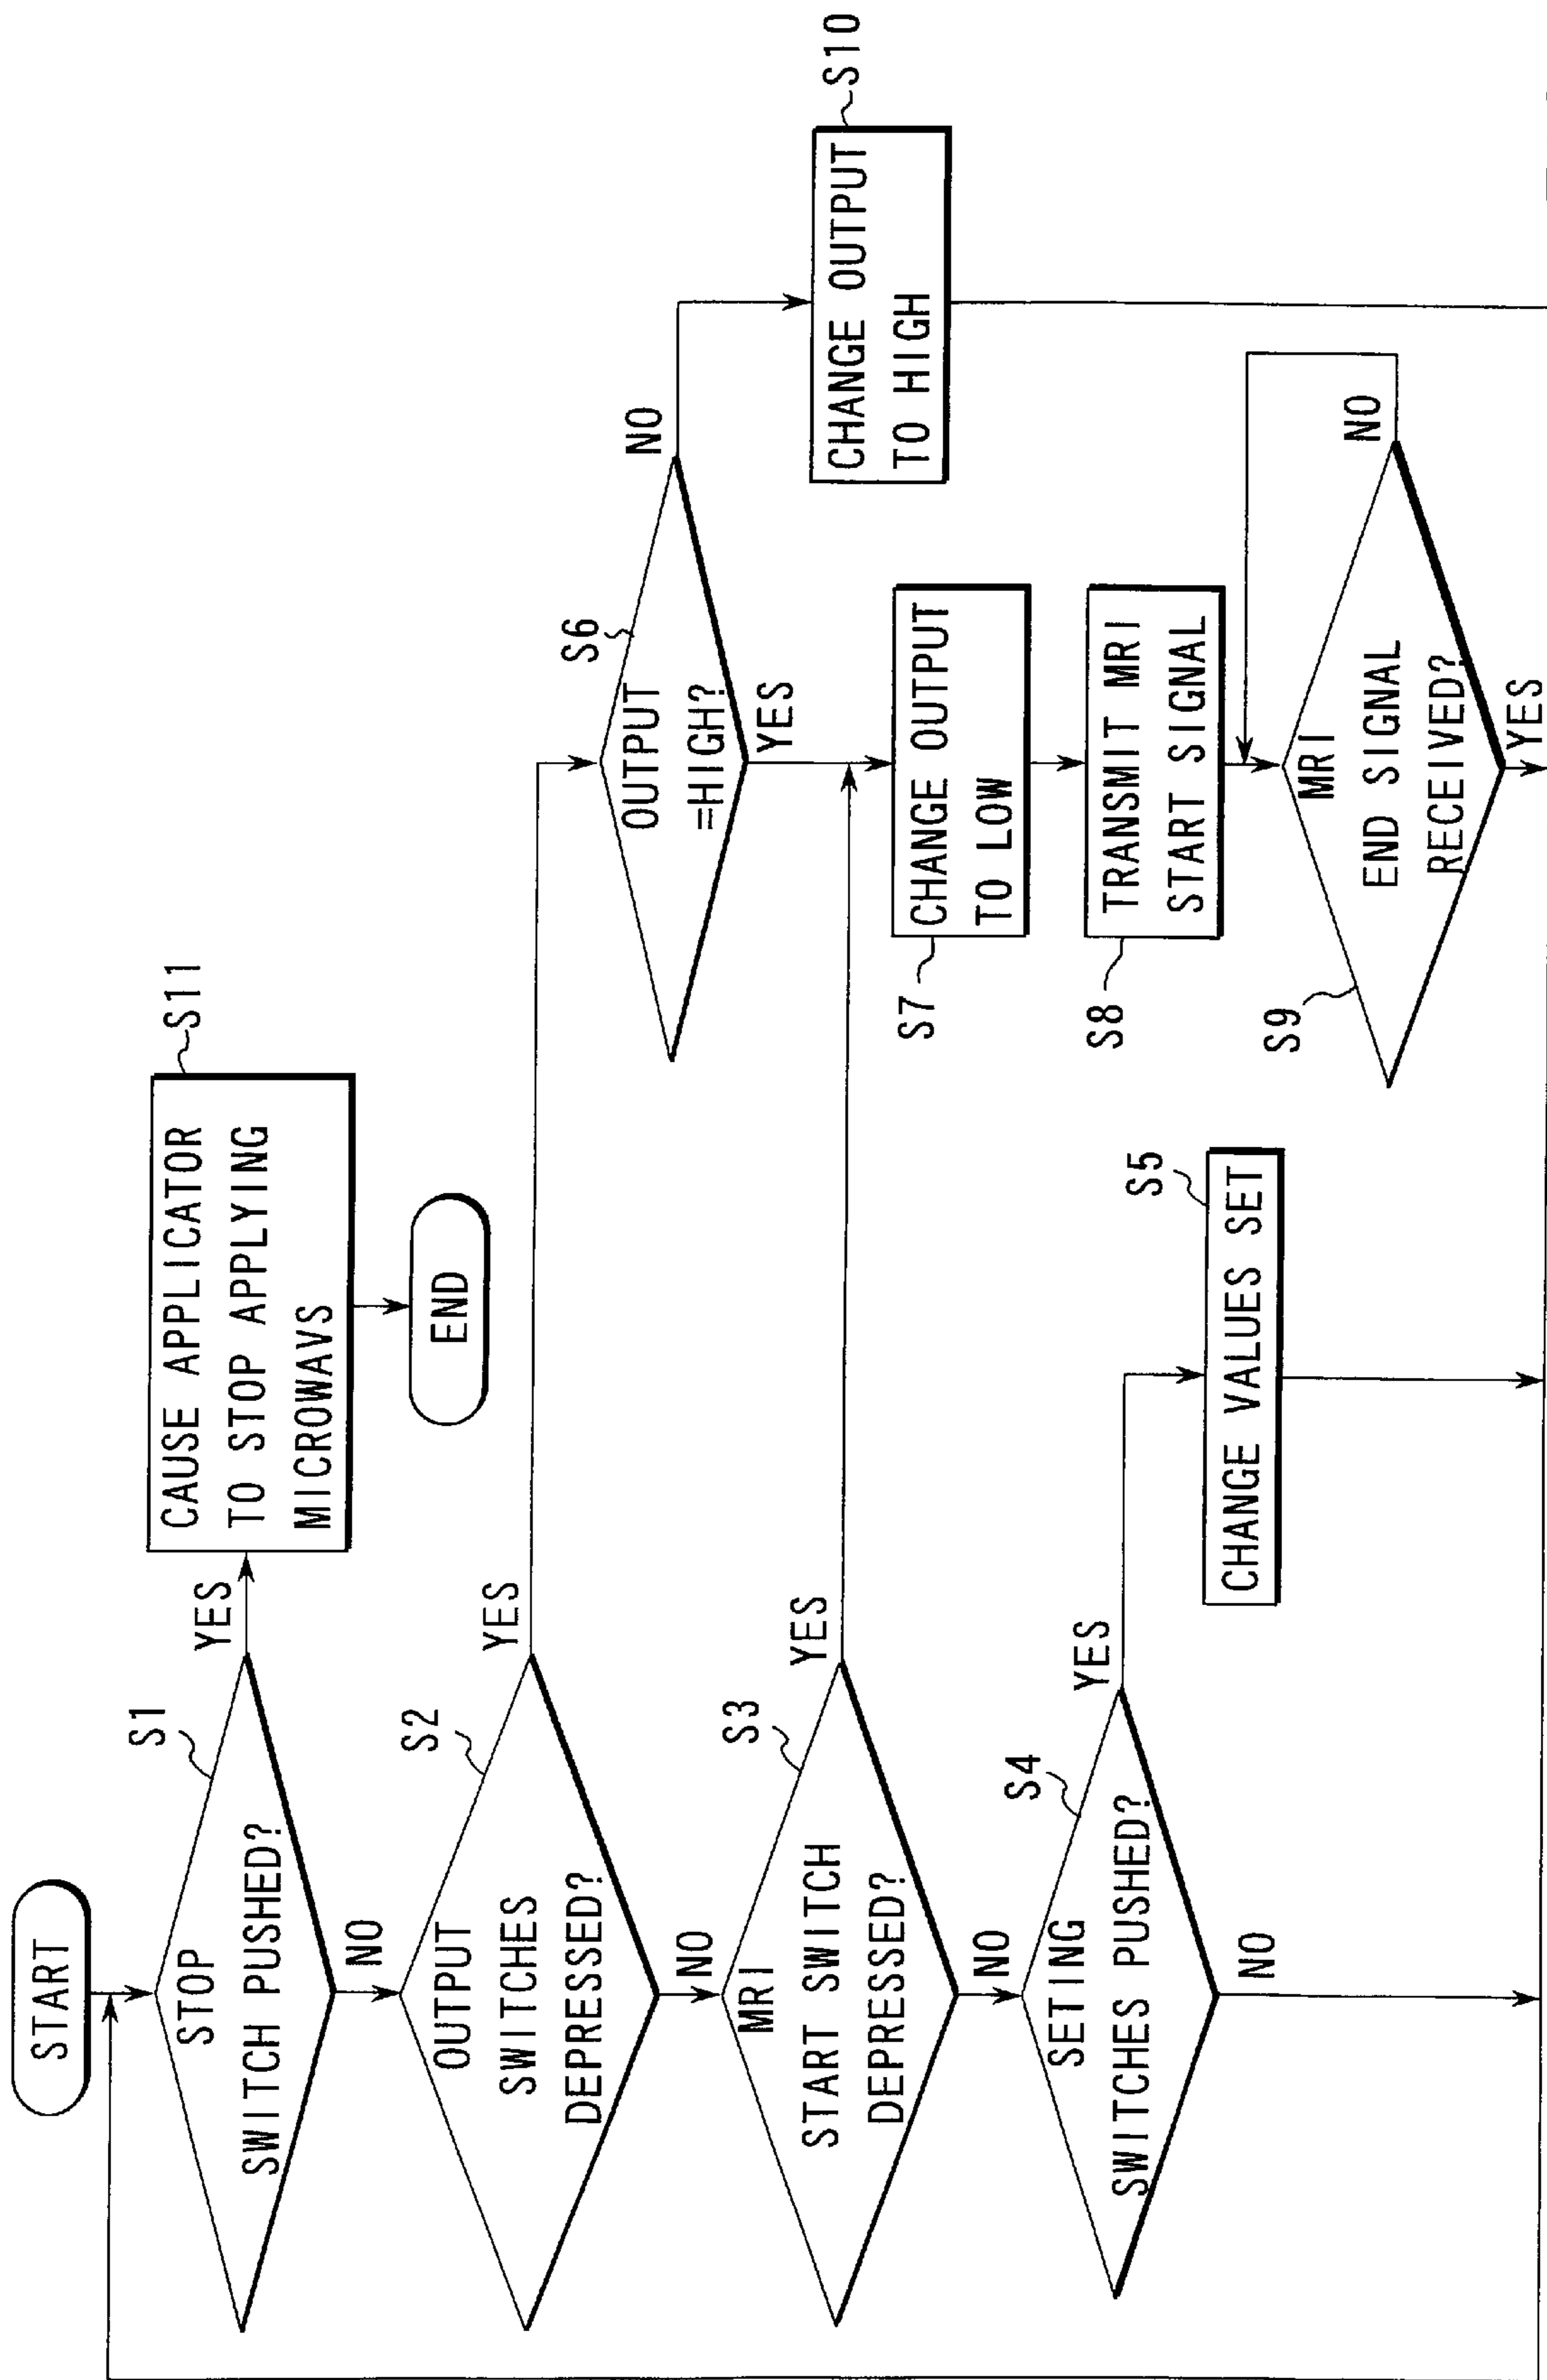 START
S1
STOP
SWITCH PUSHED?
YES
NO
CAUSE APPLICATOR
TO STOP APPLYING
MICROWAVS
S11
END
S2
OUTPUT
SWITCHES
DEPRESSED?
YES
NO
S6
OUTPUT
=HIGH?
NO
YES
CHANGE OUTPUT
TO HIGH
S10
S3
MRI
START SWITCH
DEPRESSED?
YES
NO
S7
CHANGE OUTPUT
TO LOW
S8
TRANSMIT MRI
START SIGNAL
S4
SETING
SWITCHES PUSHED?
YES
NO
S5
CHANGE VALUES SET
S9
MRI
END SIGNAL
RECEIVED?
NO
YES